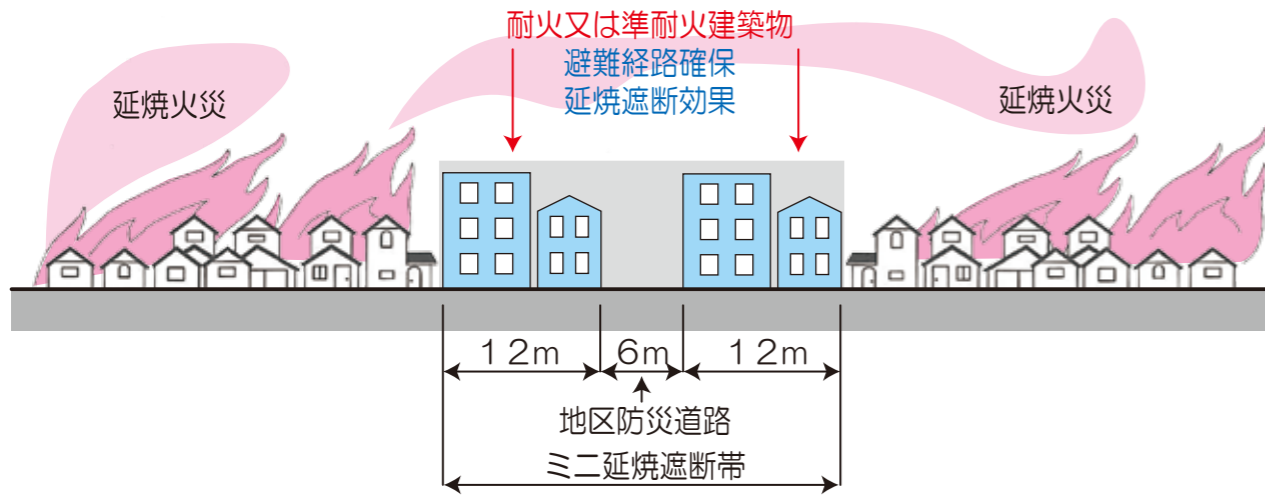 耐火又は準耐火建築物
避難経路確保
延焼遮断効果
延焼火災
延焼火災
12m
6m
12m
地区防災道路
ミニ延焼遮断帯